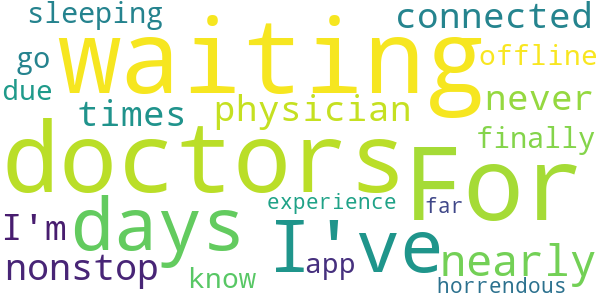 sleeping
connected
waiting
offline
go
due
times
physician
never
doctors
For
finally
I'm
days
experience
far
I've
nearly
nonstop
know
app
horrendous